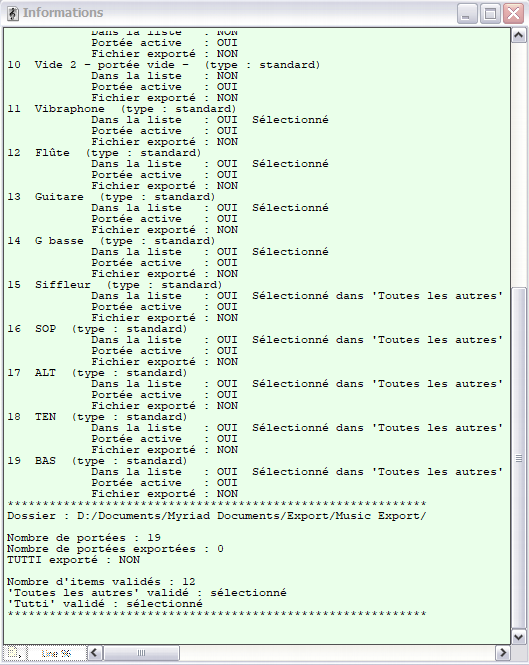 Informations
Dans la liste   : NON
Portée active   : OUI
Fichier exporté : NON
10  Vide 2 - portée vide -  (type : standard)
Dans la liste   : NON
Portée active   : OUI
Fichier exporté : NON
11  Vibraphone  (type : standard)
Dans la liste   : OUI  Sélectionné
Portée active   : OUI
Fichier exporté : NON
12  Flûte  (type : standard)
Dans la liste   : OUI  Sélectionné
Portée active   : OUI
Fichier exporté : NON
13  Guitare  (type : standard)
Dans la liste   : OUI  Sélectionné
Portée active   : OUI
Fichier exporté : NON
14  G basse  (type : standard)
Dans la liste   : OUI  Sélectionné
Portée active   : OUI
Fichier exporté : NON
15  Siffleur  (type : standard)
Dans la liste   : OUI  Sélectionné dans 'Toutes les autres'
Portée active   : OUI
Fichier exporté : NON
16  SOP  (type : standard)
Dans la liste   : OUI  Sélectionné dans 'Toutes les autres'
Portée active   : OUI
Fichier exporté : NON
17  ALT  (type : standard)
Dans la liste   : OUI  Sélectionné dans 'Toutes les autres'
Portée active   : OUI
Fichier exporté : NON
18  TEN  (type : standard)
Dans la liste   : OUI  Sélectionné dans 'Toutes les autres'
Portée active   : OUI
Fichier exporté : NON
19  BAS  (type : standard)
Dans la liste   : OUI  Sélectionné dans 'Toutes les autres'
Portée active   : OUI
Fichier exporté : NON
************************************************************
Dossier : D:/Documents/Myriad Documents/Export/Music Export/
Nombre de portées : 19
Nombre de portées exportées : 0
TUTTI exporté : NON
Nombre d'items validés : 12
'Toutes les autres' validé : sélectionné
'Tutti' validé : sélectionné
************************************************************
Line 96